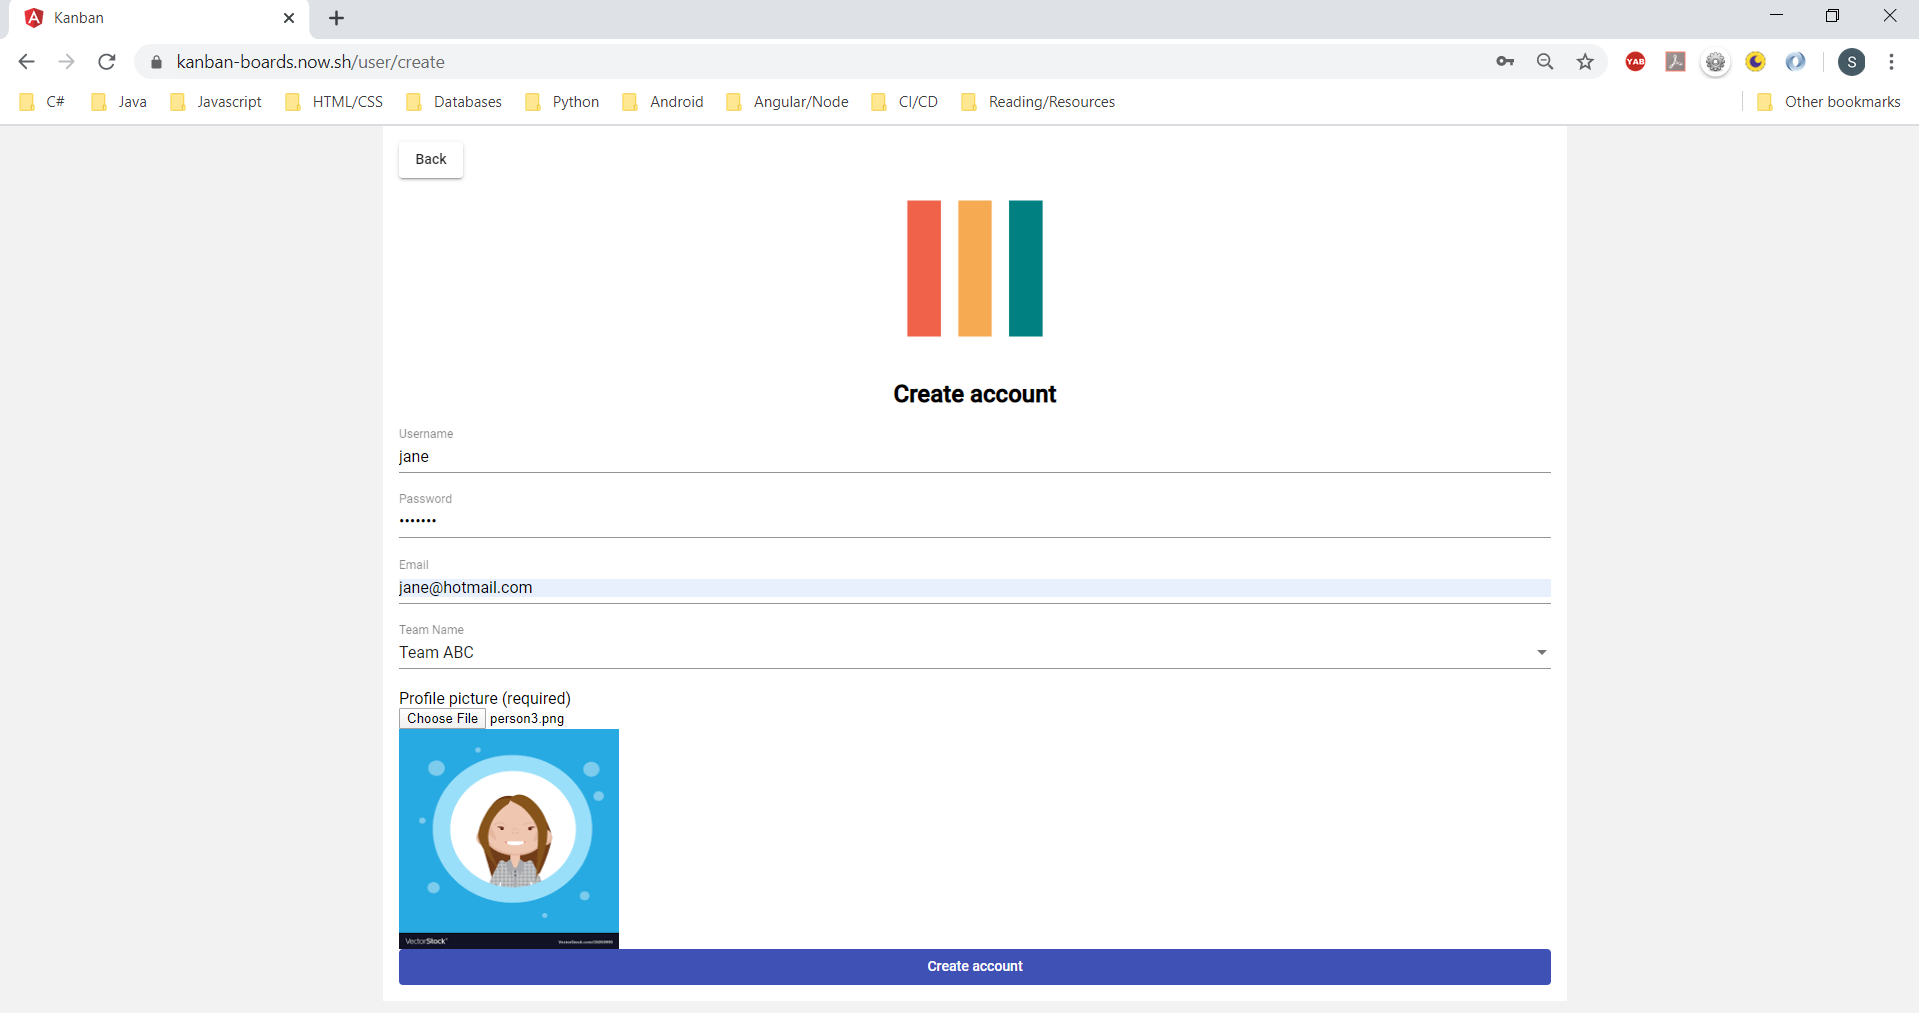 Kanban
kanban-boards.now.sh/user/create
YAB
S
C# Java Javascript HTML/CSS Databases Python Android Angular/Node CI/CD Reading/Resources Other bookmarks
Back
Create account
Username
jane
Password
•••••••
Email
jane@hotmail.com
Team Name
Team ABC
Profile picture (required)
Choose File person3.png
VectorStock®
Create account